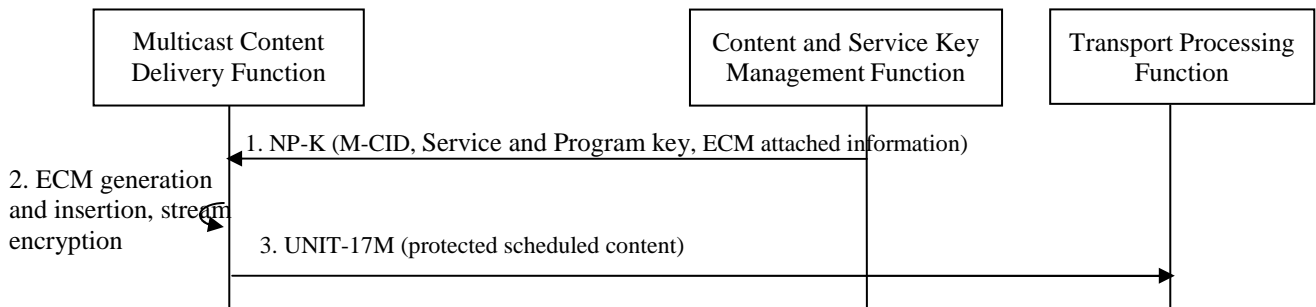 Multicast Content
Delivery Function
Content and Service Key
Management Function
Transport Processing
Function
1. NP-K (M-CID, Service and Program key, ECM attached information)
2. ECM generation
and insertion, stream
encryption
3. UNIT-17M (protected scheduled content)